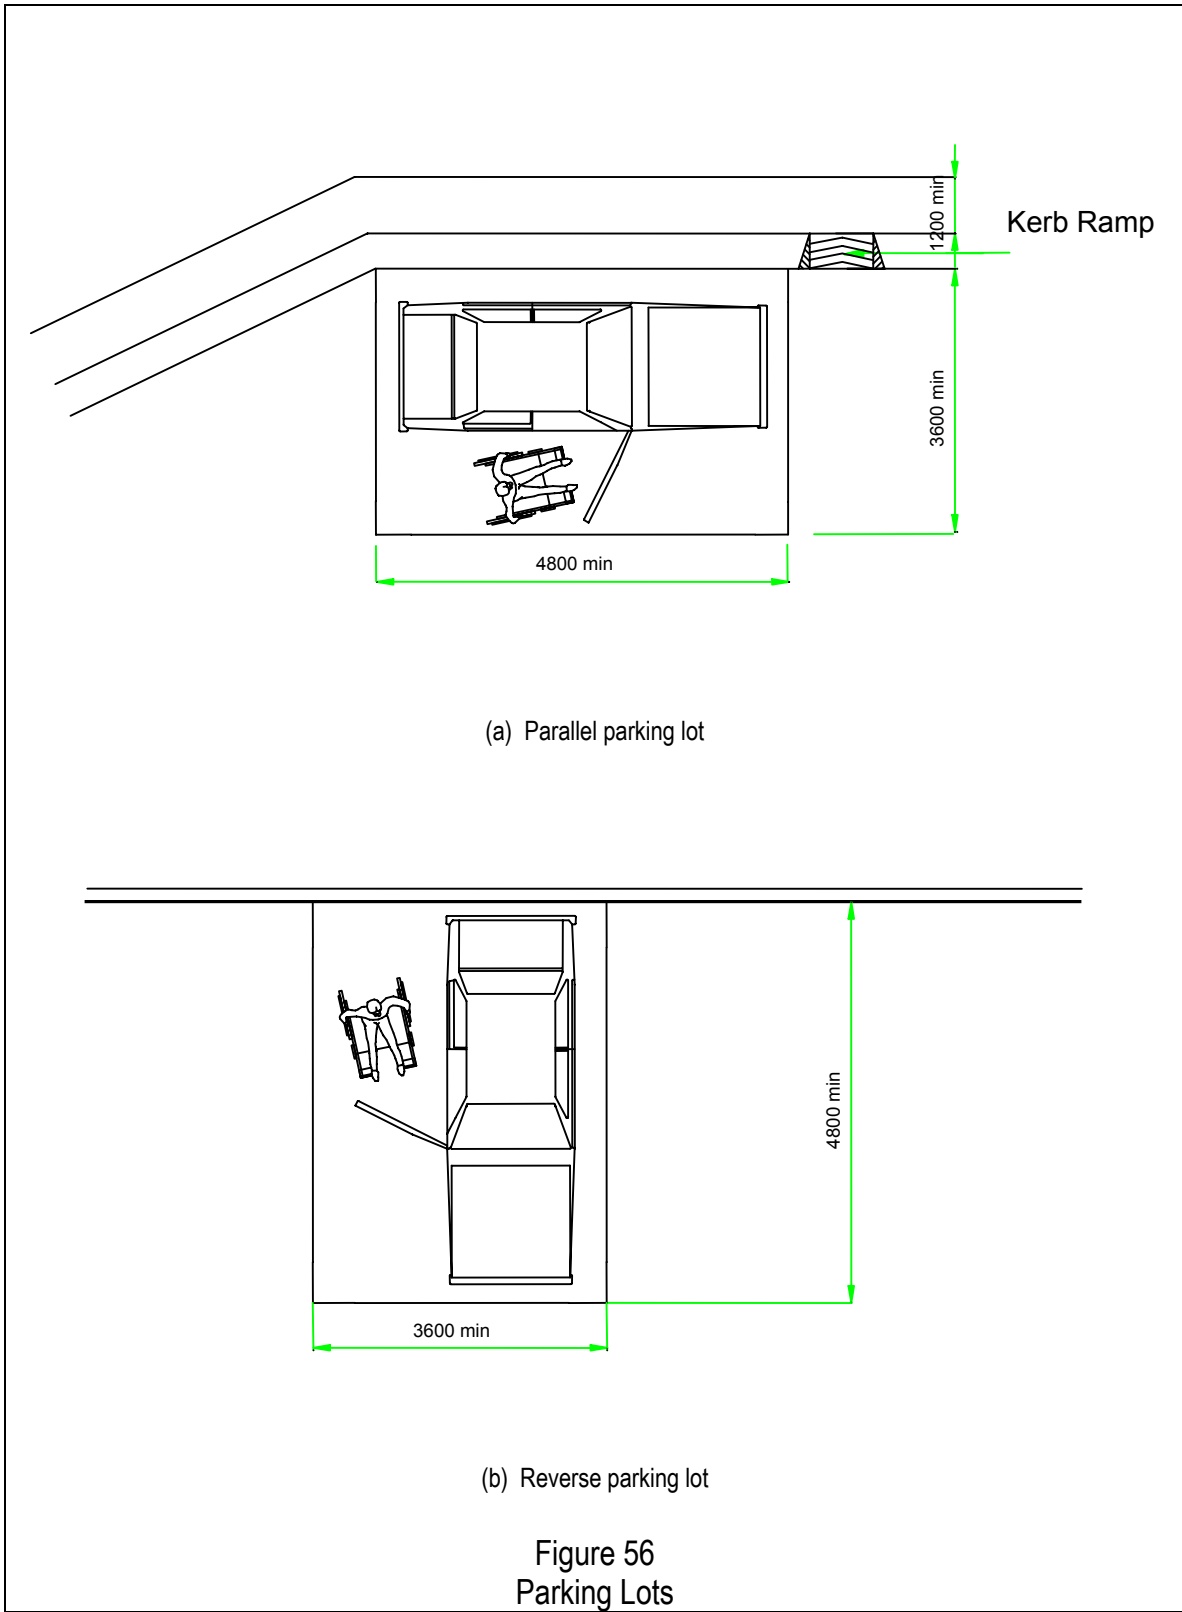 1200 min
Kerb Ramp
3600 min
4800 min
(a) Parallel parking lot
4800 min
3600 min
(b) Reverse parking lot
Figure 56
Parking Lots